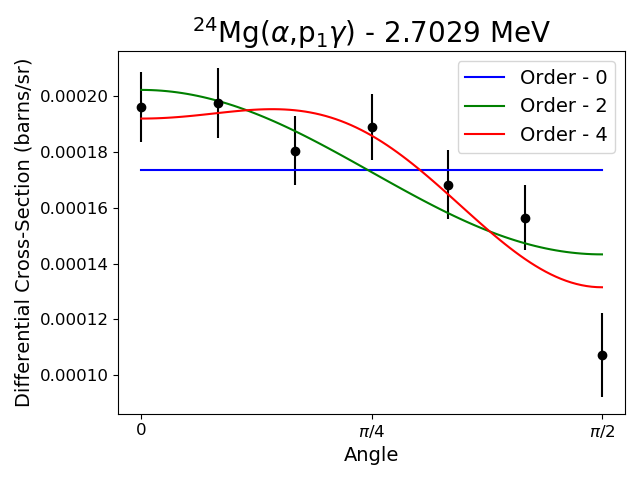 ²⁴Mg(α,p₁γ) - 2.7029 MeV
Differential Cross-Section (barns/sr)
0.00020
0.00018
0.00016
0.00014
0.00012
0.00010
Order - 0
Order - 2
Order - 4
0
π/4
π/2
Angle